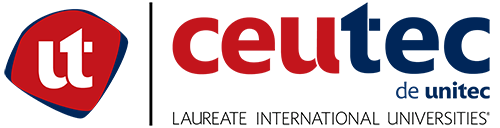 ut
ceutec
de unitec
LAUREATE INTERNATIONAL UNIVERSITIES®